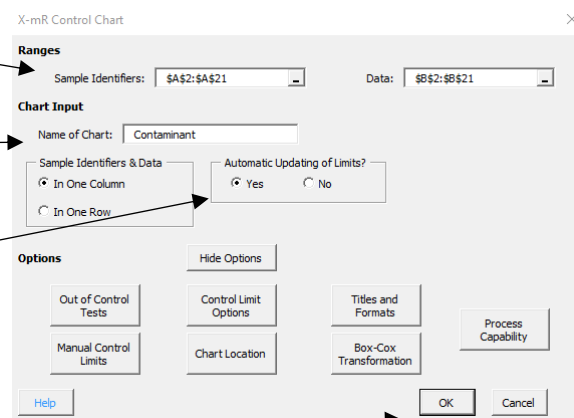 X-mR Control Chart
Ranges
Sample Identifiers: $A$2:$A$21 Data: $B$2:$B$21
Chart Input
Name of Chart: Contaminant
Sample Identifiers & Data Automatic Updating of Limits?
In One Column Yes No
In One Row
Options Hide Options
Out of Control Tests
Control Limit Options
Titles and Formats
Process Capability
Manual Control Limits
Chart Location
Box-Cox Transformation
Help OK Cancel